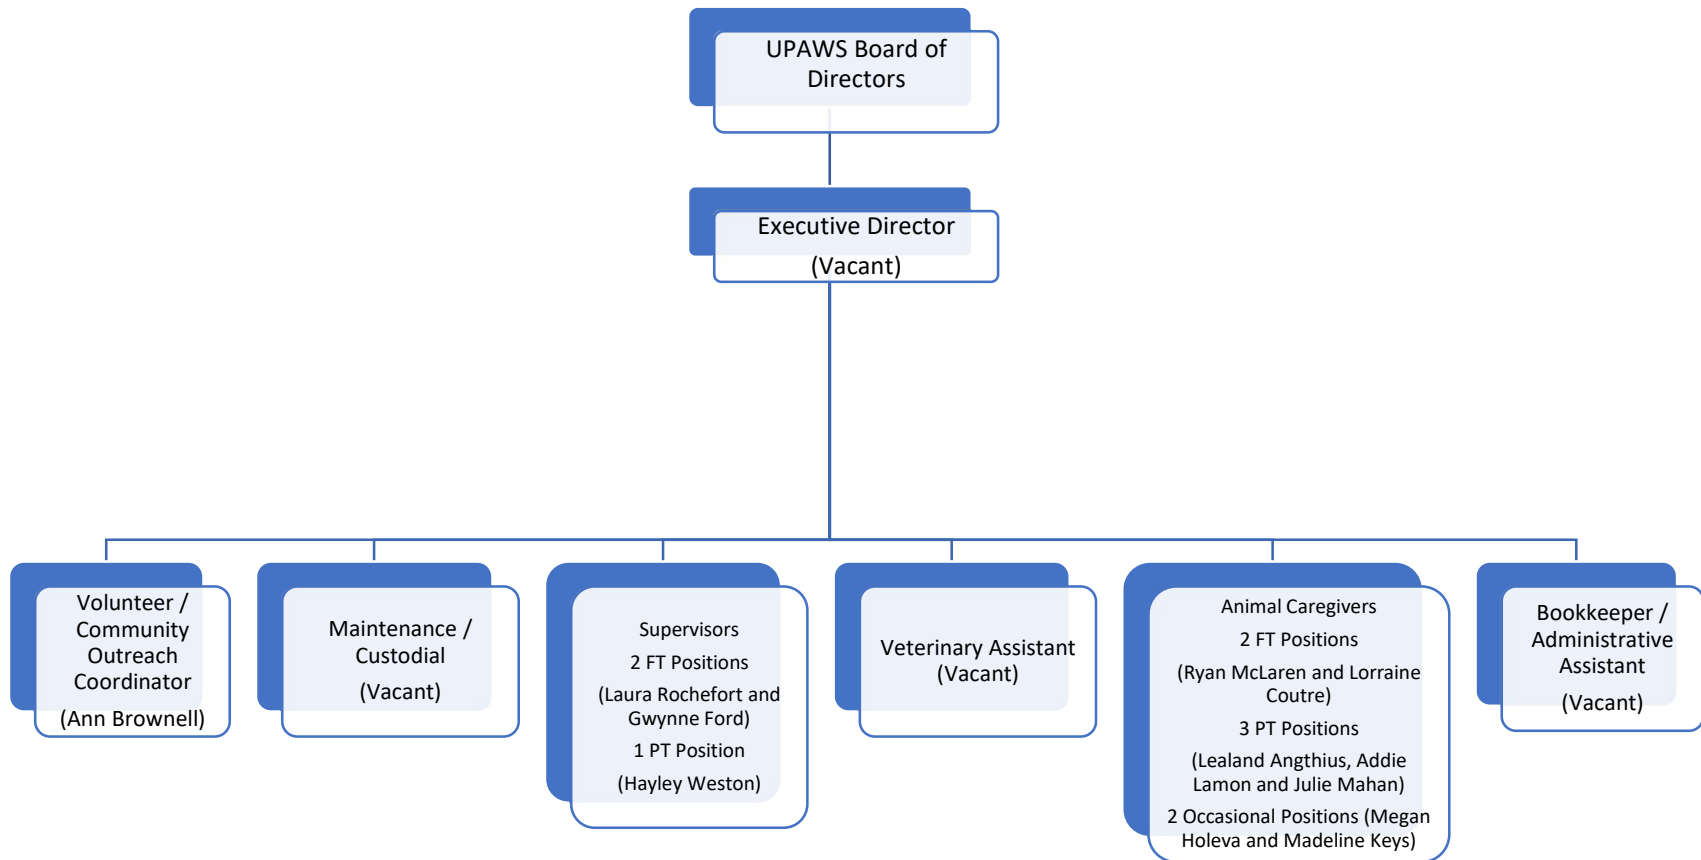 UPAWS Board of
Directors
Executive Director
(Vacant)
Volunteer /
Community
Outreach
Coordinator
(Ann Brownell)
Maintenance /
Custodial
(Vacant)
Supervisors
2 FT Positions
(Laura Rochefort and
Gwynne Ford)
1 PT Position
(Hayley Weston)
Veterinary Assistant
(Vacant)
Animal Caregivers
2 FT Positions
(Ryan McLaren and Lorraine
Coutre)
3 PT Positions
(Lealand Angthius, Addie
Lamon and Julie Mahan)
2 Occasional Positions (Megan
Holeva and Madeline Keys)
Bookkeeper /
Administrative
Assistant
(Vacant)